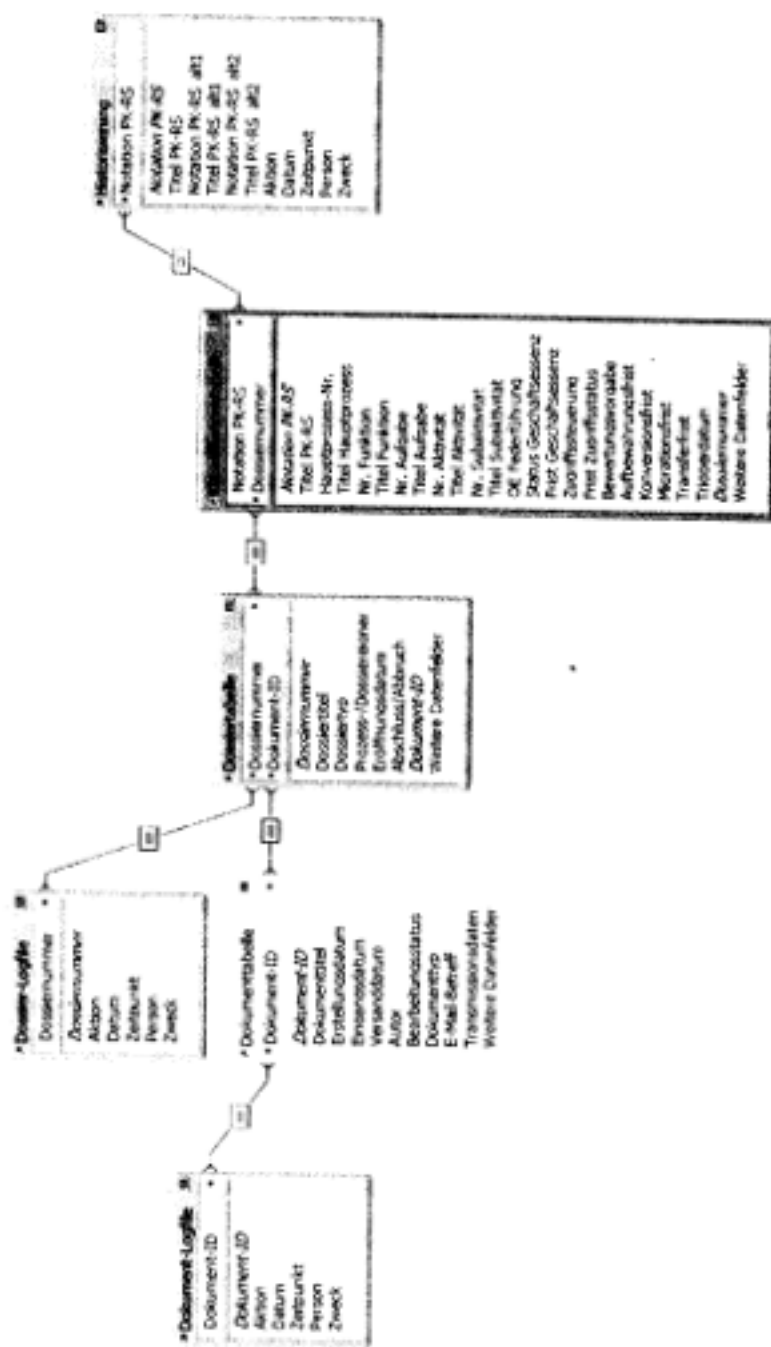 Dokument-Logfile
Dokument-ID
Dokument-ID
Aktion
Datum
Zeitpunkt
Person
Zweck
Dossier-Logfile
Dossiernummer
Dossiernummer
Aktion
Datum
Zeitpunkt
Person
Zweck
Dokumenttabelle
Dokument-ID
Dokument-ID
Dokumenttitel
Erstellungsdatum
Eingangsdatum
Versanddatum
Autor
Bearbeitungsstatus
Dokumenttyp
E-Mail-Betreff
Transmissionsdaten
Weitere Datenfelder
Dossiertabelle
Dossiernummer
Dokument-ID
Dossiernummer
Dossiertitel
Dossiertyp
Prozess-/Dossiereigner
Eröffnungsdatum
Abschluss/Abbruch
Dokument-ID
Weitere Datenfelder
Notation PK-RS
Dossiernummer
Notation PK-RS
Titel PK-RS
Hauptprozess-Nr.
Titel Hauptprozess
Nr. Funktion
Titel Funktion
Nr. Aufgabe
Titel Aufgabe
Nr. Aktivität
Titel Aktivität
Nr. Subaktivität
Titel Subaktivität
OE Federführung
Status Geschäftsessenz
Frist Geschäftsessenz
Zugriffssteuerung
Frist Zugriffsstatus
Bewertungsvorgabe
Aufbewahrungsfrist
Konversionsfrist
Migrationsfrist
Transferfrist
Triggerdatum
Dossiernummer
Weitere Datenfelder
Historisierung
Notation PK-RS
Notation PK-RS
Titel PK-RS
Notation PK-RS alt1
Titel PK-RS alt1
Notation PK-RS alt2
Titel PK-RS alt2
Aktion
Datum
Zeitpunkt
Person
Zweck